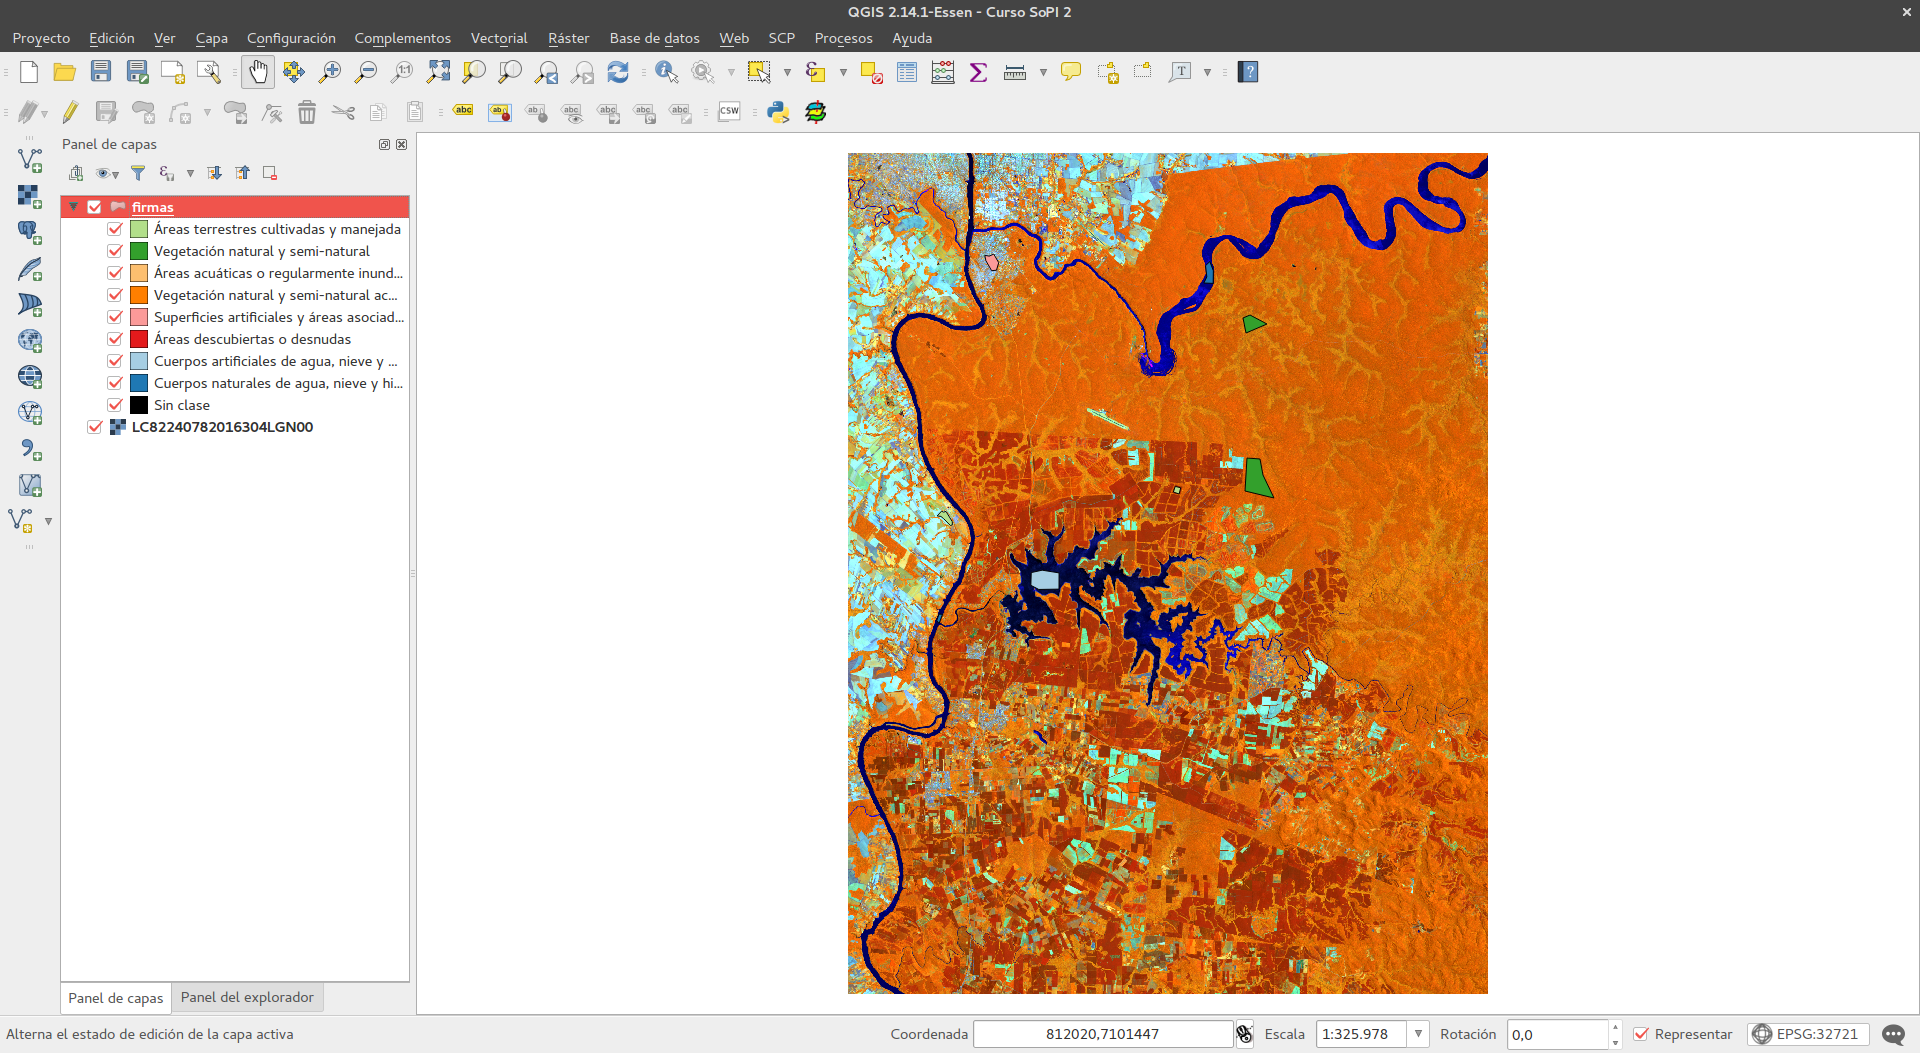 QGIS 2.14.1-Essen - Curso SoPI 2
Proyecto Edición Ver Capa Configuración Complementos Vectorial Ráster Base de datos Web SCP Procesos Ayuda
Panel de capas
firmas
Áreas terrestres cultivadas y manejada
Vegetación natural y semi-natural
Áreas acuáticas o regularmente inund...
Vegetación natural y semi-natural ac...
Superficies artificiales y áreas asociad...
Áreas descubiertas o desnudas
Cuerpos artificiales de agua, nieve y ...
Cuerpos naturales de agua, nieve y hi...
Sin clase
LC82240782016304LGN00
Panel de capas Panel del explorador
Alterna el estado de edición de la capa activa Coordenada 812020,7101447 Escala 1:325.978 Rotación 0,0 Representar EPSG:32721